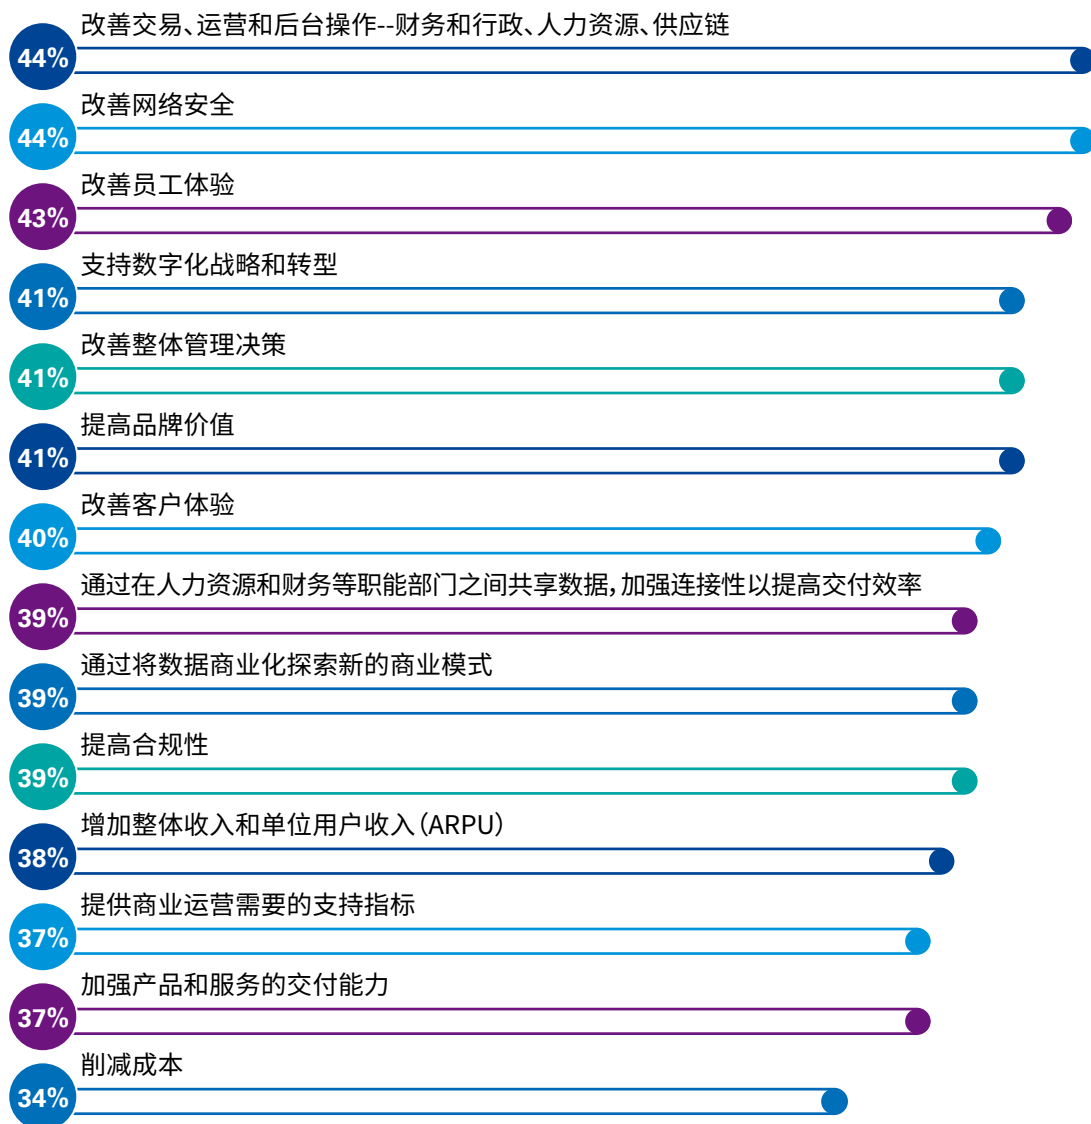 改善交易、运营和后台操作--财务和行政、人力资源、供应链
44%
改善网络安全
44%
改善员工体验
43%
支持数字化战略和转型
41%
改善整体管理决策
41%
提高品牌价值
41%
改善客户体验
40%
通过在人力资源和财务等职能部门之间共享数据,加强连接性以提高交付效率
39%
通过将数据商业化探索新的商业模式
39%
提高合规性
39%
增加整体收入和单位用户收入(ARPU)
38%
提供商业运营需要的支持指标
37%
加强产品和服务的交付能力
37%
削减成本
34%